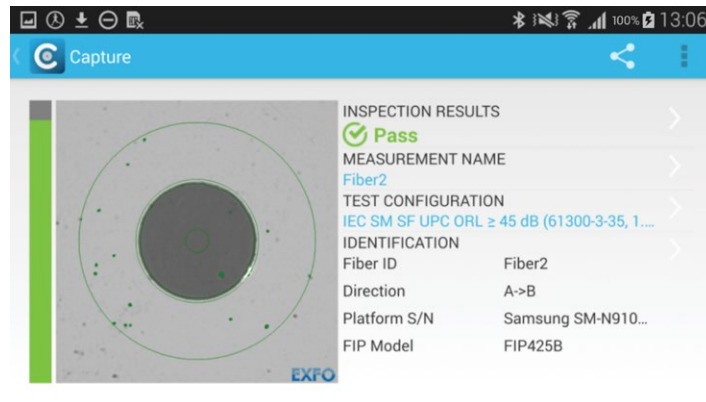 100% 13:06
Capture
INSPECTION RESULTS
Pass
MEASUREMENT NAME
Fiber2
TEST CONFIGURATION
IEC SM SF UPC ORL ≥ 45 dB (61300-3-35, 1....
IDENTIFICATION
Fiber ID Fiber2
Direction A->B
Platform S/N Samsung SM-N910...
FIP Model FIP425B
EXFO